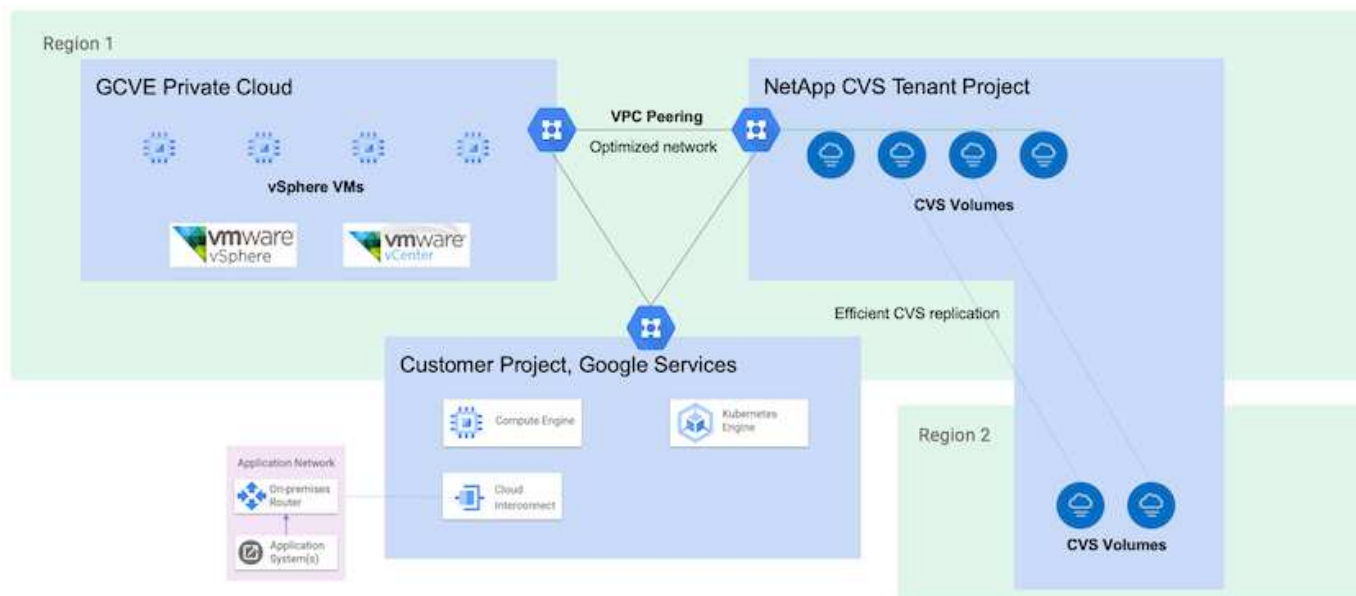 Region 1
GCVE Private Cloud
vSphere VMs
vmware
vSphere
vmware
vCenter
VPC Peering
Optimized network
NetApp CVS Tenant Project
CVS Volumes
Efficient CVS replication
Customer Project, Google Services
Compute Engine
Kubernetes
Engine
Cloud
Interconnect
Application Network
On-premises
Router
Application
System(s)
Region 2
CVS Volumes